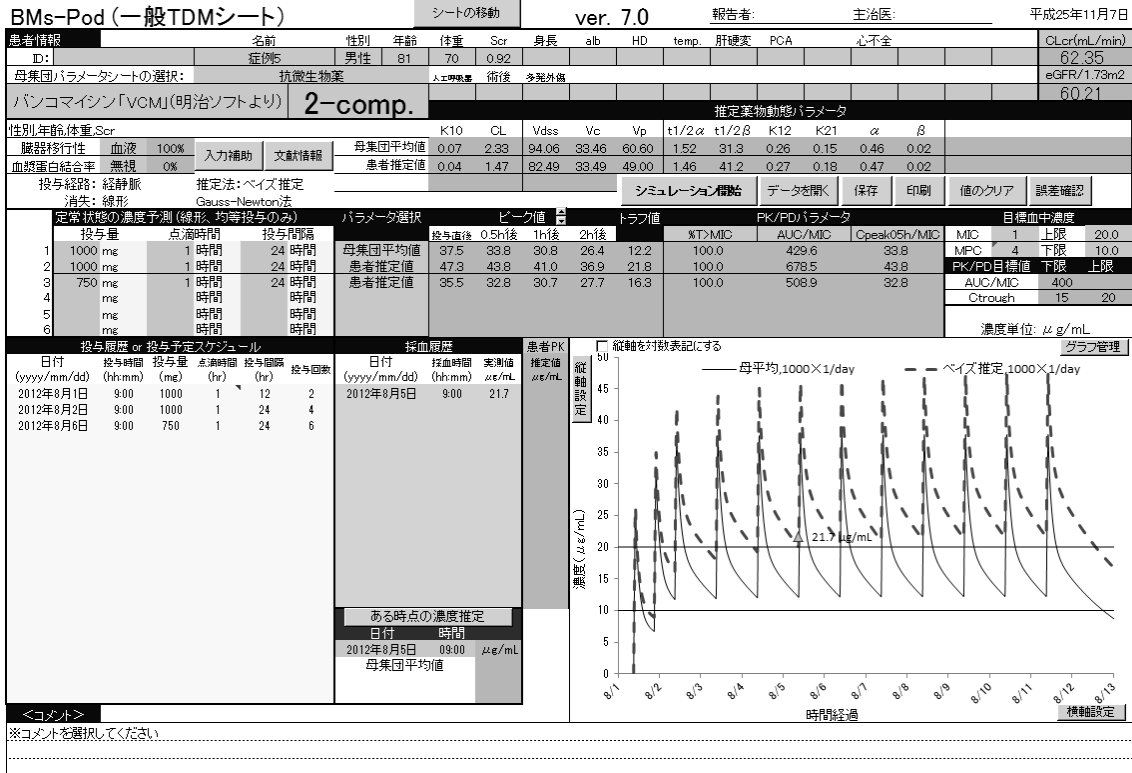 BMs-Pod (一般TDMシート) シートの移動 ver. 7.0 報告者: 主治医: 平成25年11月7日
患者情報 名前 性別 年齢 体重 Scr 身長 alb HD temp. 肝硬変 PCA 心不全 CLcr(mL/min)
ID: 症例5 男性 81 70 0.92 62.35
母集団パラメータシートの選択: 抗微生物薬 人工呼吸器 術後 多発外傷 eGFR/1.73m2
バンコマイシン「VCM」(明治ソフトより) 2-comp. 60.21
推定薬物動態パラメータ
性別,年齢,体重,Scr K10 CL Vdss Vc Vp t1/2α t1/2β K12 K21 α β
臓器移行性 血液 100% 入力補助 文献情報 母集団平均値 0.07 2.33 94.06 33.46 60.60 1.52 31.3 0.26 0.15 0.46 0.02
血漿蛋白結合率 無視 0% 患者推定値 0.04 1.47 82.49 33.49 49.00 1.46 41.2 0.27 0.18 0.47 0.02
投与経路: 経静脈 推定法: ベイズ推定 シミュレーション開始 データを開く 保存 印刷 値のクリア 誤差確認
消失: 線形 Gauss-Newton法
定常状態の濃度予測 (線形、均等投与のみ) パラメータ選択 ピーク値 トラフ値 PK/PDパラメータ 目標血中濃度
投与量 点滴時間 投与間隔 投与直後 0.5h後 1h後 2h後 %T>MIC AUC/MIC Cpeak05h/MIC MIC 1 上限 20.0
1 1000 mg 1 時間 24 時間 母集団平均値 37.5 33.8 30.8 26.4 12.2 100.0 429.6 33.8 MPC 4 下限 10.0
2 1000 mg 1 時間 24 時間 患者推定値 47.3 43.8 41.0 36.9 21.8 100.0 678.5 43.8 PK/PD目標値 下限 上限
3 750 mg 1 時間 24 時間 患者推定値 35.5 32.8 30.7 27.7 16.3 100.0 508.9 32.8 AUC/MIC 400
4 mg 時間 時間 Ctrough 15 20
5 mg 時間 時間
6 mg 時間 時間 濃度単位: μg/mL
投与履歴 or 投与予定スケジュール
日付 投与時間 投与量 点滴時間 投与間隔 投与回数
(yyyy/mm/dd) (hh:mm) (mg) (hr) (hr)
2012年8月1日 9:00 1000 1 12 2
2012年8月2日 9:00 1000 1 24 4
2012年8月6日 9:00 750 1 24 6
採血履歴 患者PK
日付 採血時間 実測値 推定値
(yyyy/mm/dd) (hh:mm) μg/mL μg/mL
2012年8月5日 9:00 21.7
ある時点の濃度推定
日付 時間
2012年8月5日 09:00 μg/mL
母集団平均値
縦軸を対数表記にする グラフ管理
縦軸設定
母平均,1000×1/day ベイズ推定,1000×1/day
濃度(μg/mL)
50
45
40
35
30
25
20
15
10
5
0
21.7 μg/mL
8/1 8/2 8/3 8/4 8/5 8/6 8/7 8/8 8/9 8/10 8/11 8/12 8/13
時間経過 横軸設定
<コメント>
※コメントを選択してください